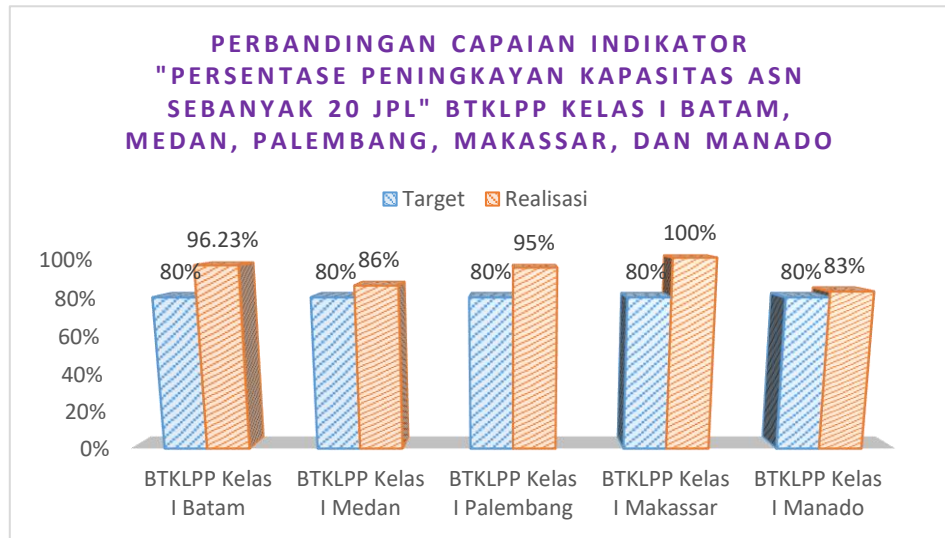 PERBANDINGAN CAPAIAN INDIKATOR
"PERSENTASE PENINGKAYAN KAPASITAS ASN
SEBANYAK 20 JPL" BTKLPP KELAS I BATAM,
MEDAN, PALEMBANG, MAKASSAR, DAN MANADO
Target Realisasi
96.23%
86%
95%
100%
83%
80%
80%
80%
80%
80%
100%
80%
60%
40%
20%
0%
BTKLPP Kelas
I Batam
BTKLPP Kelas
I Medan
BTKLPP Kelas
I Palembang
BTKLPP Kelas
I Makassar
BTKLPP Kelas
I Manado